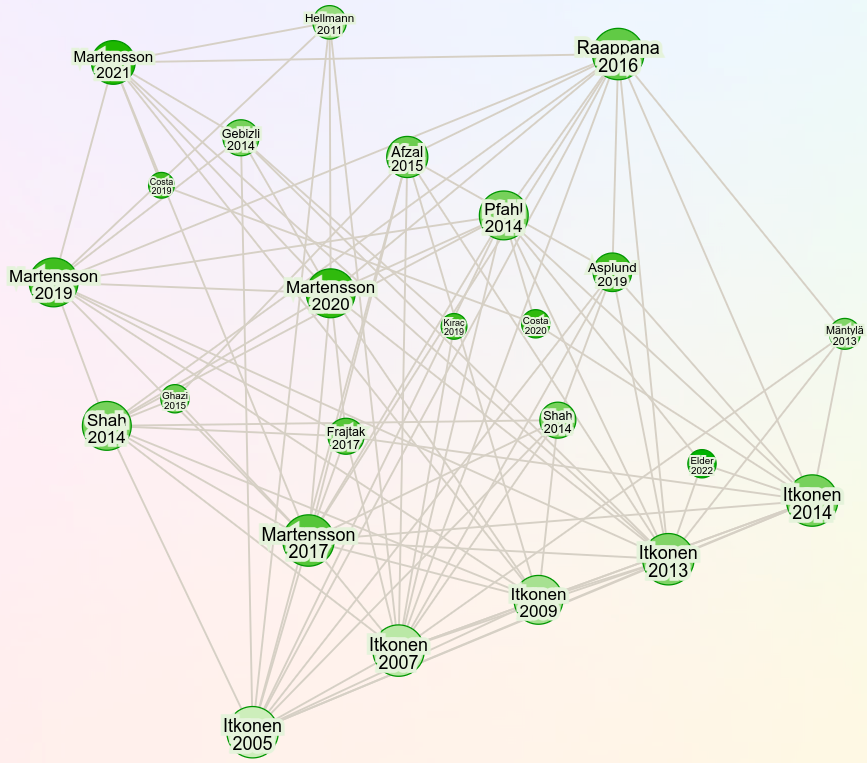 Hellmann
2011
Martensson
2021
Raappana
2016
Gebizli
2014
Afzal
2015
Costa
2019
Pfahl
2014
Martensson
2019
Asplund
2019
Martensson
2020
Kıraç
2019
Costa
2020
Mäntylä
2013
Ghazi
2015
Shah
2014
Frajtak
2017
Shah
2014
Elder
2022
Itkonen
2014
Martensson
2017
Itkonen
2013
Itkonen
2009
Itkonen
2007
Itkonen
2005